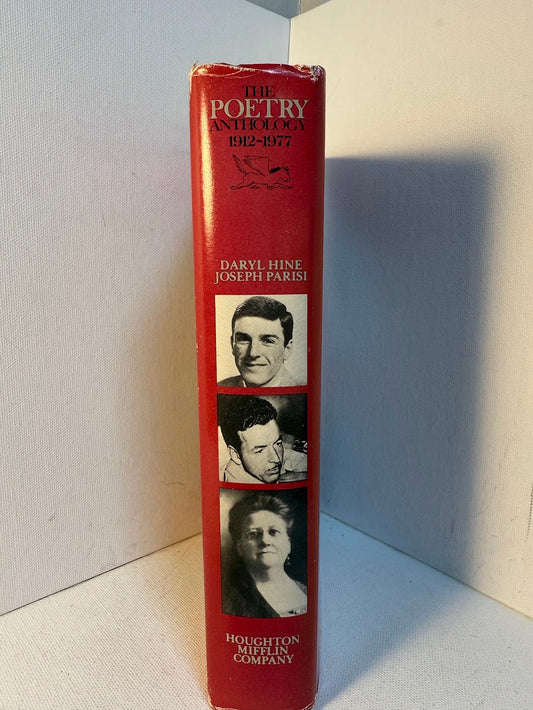 THE
POETRY
ANTHOLOGY
1912-1977
DARYL HINE
JOSEPH PARISI
HOUGHTON
MIFFLIN
COMPANY